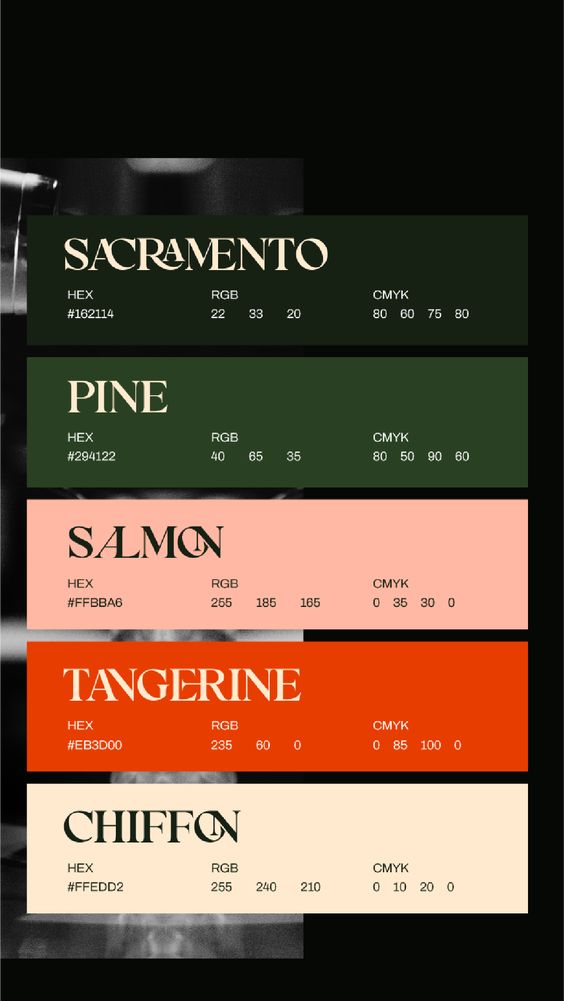 SACRAMENTO
HEX RGB CMYK
#162114 22 33 20 80 60 75 80
PINE
HEX RGB CMYK
#294122 40 65 35 80 50 90 60
SALMON
HEX RGB CMYK
#FFBBA6 255 185 165 0 35 30 0
TANGERINE
HEX RGB CMYK
#EB3D00 235 60 0 0 85 100 0
CHIFFON
HEX RGB CMYK
#FFEDD2 255 240 210 0 10 20 0